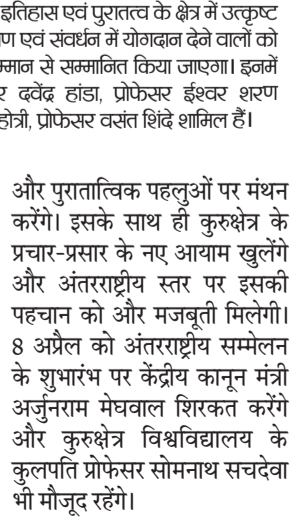 इतिहास एवं पुरातत्व के क्षेत्र में उत्कृष्ट
एवं संवर्धन में योगदान देने वालों को
से सम्मानित किया जाएगा। इनमें
दवेंद्र हांडा, प्रोफेसर ईश्वर शरण
प्रोफेसर वसंत शिंदे शामिल हैं।
और पुरातात्विक पहलुओं पर मंथन
करेंगे। इसके साथ ही कुरुक्षेत्र के
प्रचार-प्रसार के नए आयाम खुलेंगे
और अंतरराष्ट्रीय स्तर पर इसकी
पहचान को और मजबूती मिलेगी।
8 अप्रैल को अंतरराष्ट्रीय सम्मेलन
के शुभारंभ पर केंद्रीय कानून मंत्री
अर्जुनराम मेघवाल शिरकत करेंगे
और कुरुक्षेत्र विश्वविद्यालय के
कुलपति प्रोफेसर सोमनाथ सचदेवा
भी मौजूद रहेंगे।